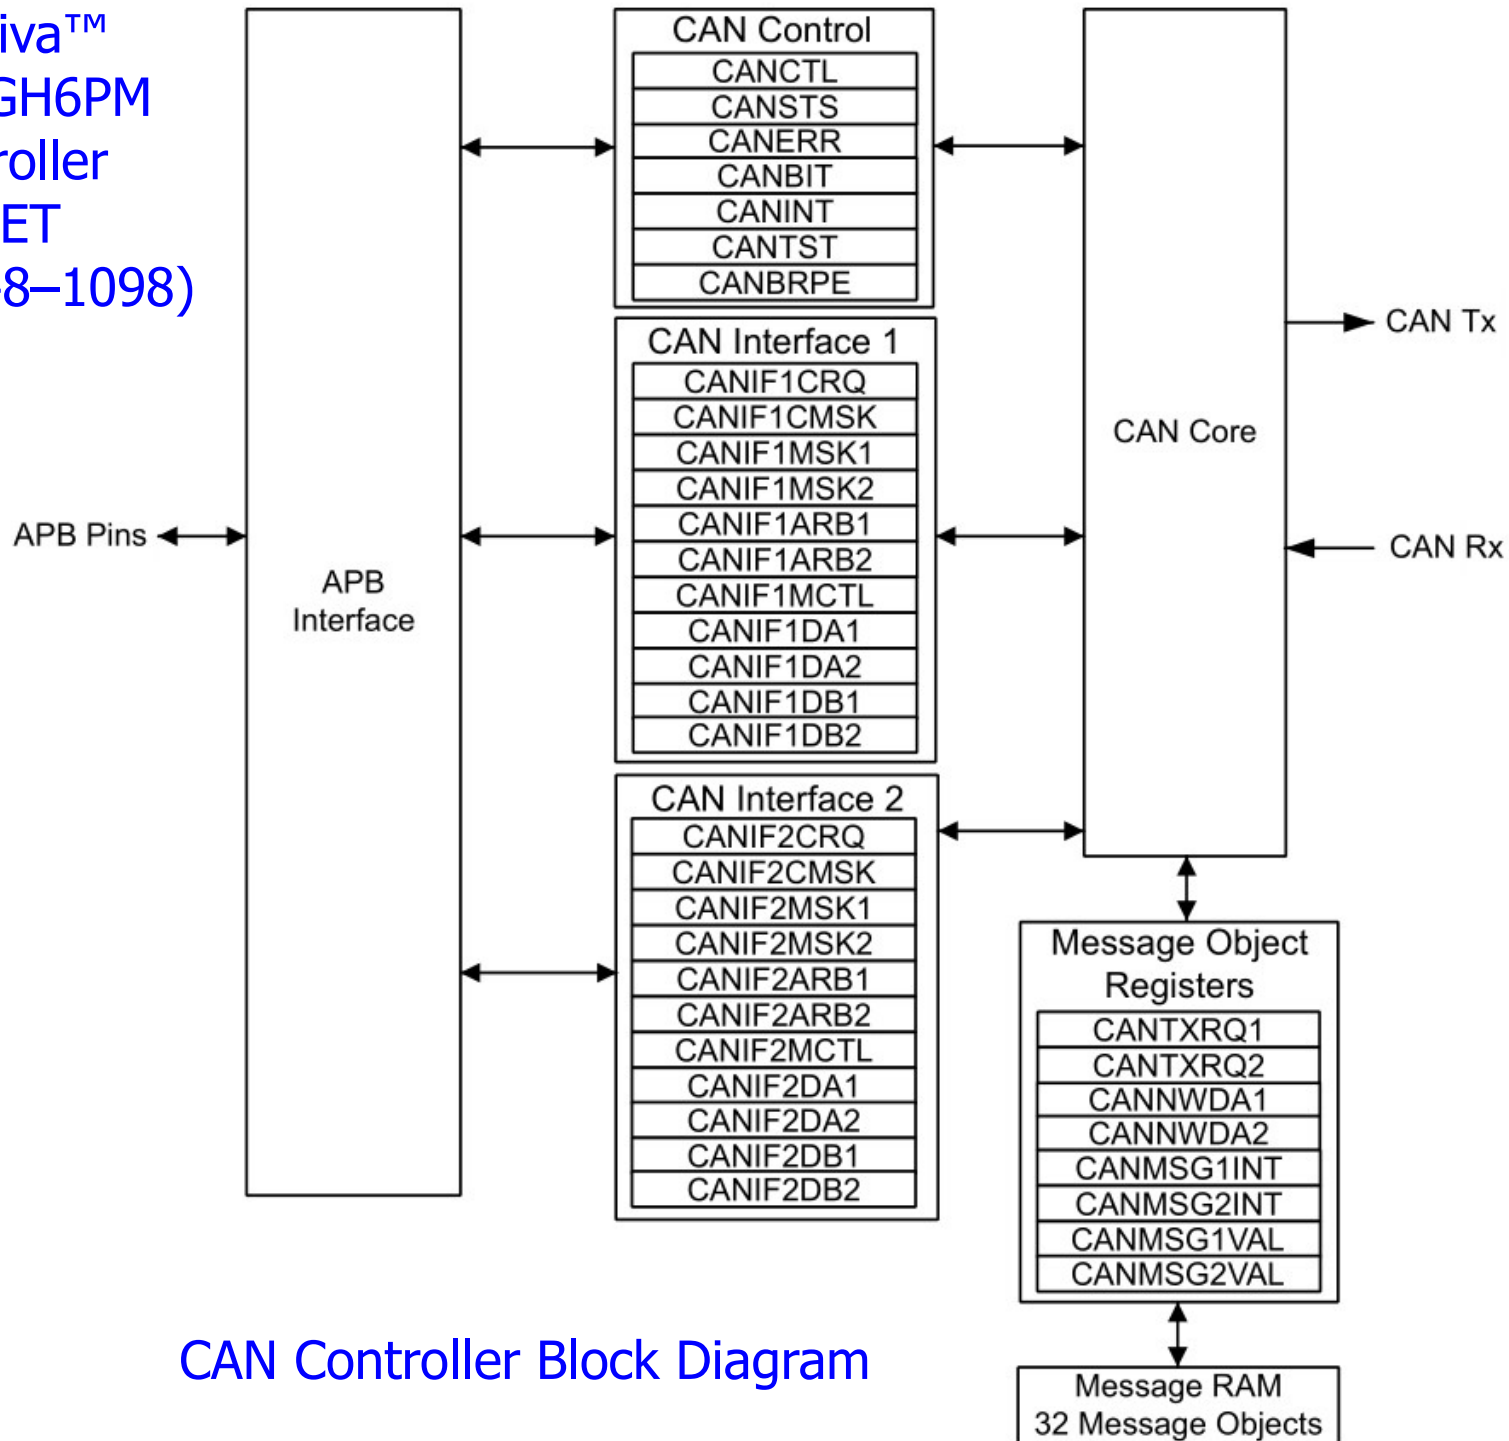 iva™
GH6PM
roller
ET
8–1098)
CAN Control
CANCTL
CANSTS
CANERR
CANBIT
CANINT
CANTST
CANBRPE
CAN Interface 1
CANIF1CRQ
CANIF1CMSK
CANIF1MSK1
CANIF1MSK2
CANIF1ARB1
CANIF1ARB2
CANIF1MCTL
CANIF1DA1
CANIF1DA2
CANIF1DB1
CANIF1DB2
CAN Interface 2
CANIF2CRQ
CANIF2CMSK
CANIF2MSK1
CANIF2MSK2
CANIF2ARB1
CANIF2ARB2
CANIF2MCTL
CANIF2DA1
CANIF2DA2
CANIF2DB1
CANIF2DB2
APB Pins
APB
Interface
CAN Core
CAN Tx
CAN Rx
Message Object
Registers
CANTXRQ1
CANTXRQ2
CANNWDA1
CANNWDA2
CANMSG1INT
CANMSG2INT
CANMSG1VAL
CANMSG2VAL
Message RAM
32 Message Objects
CAN Controller Block Diagram